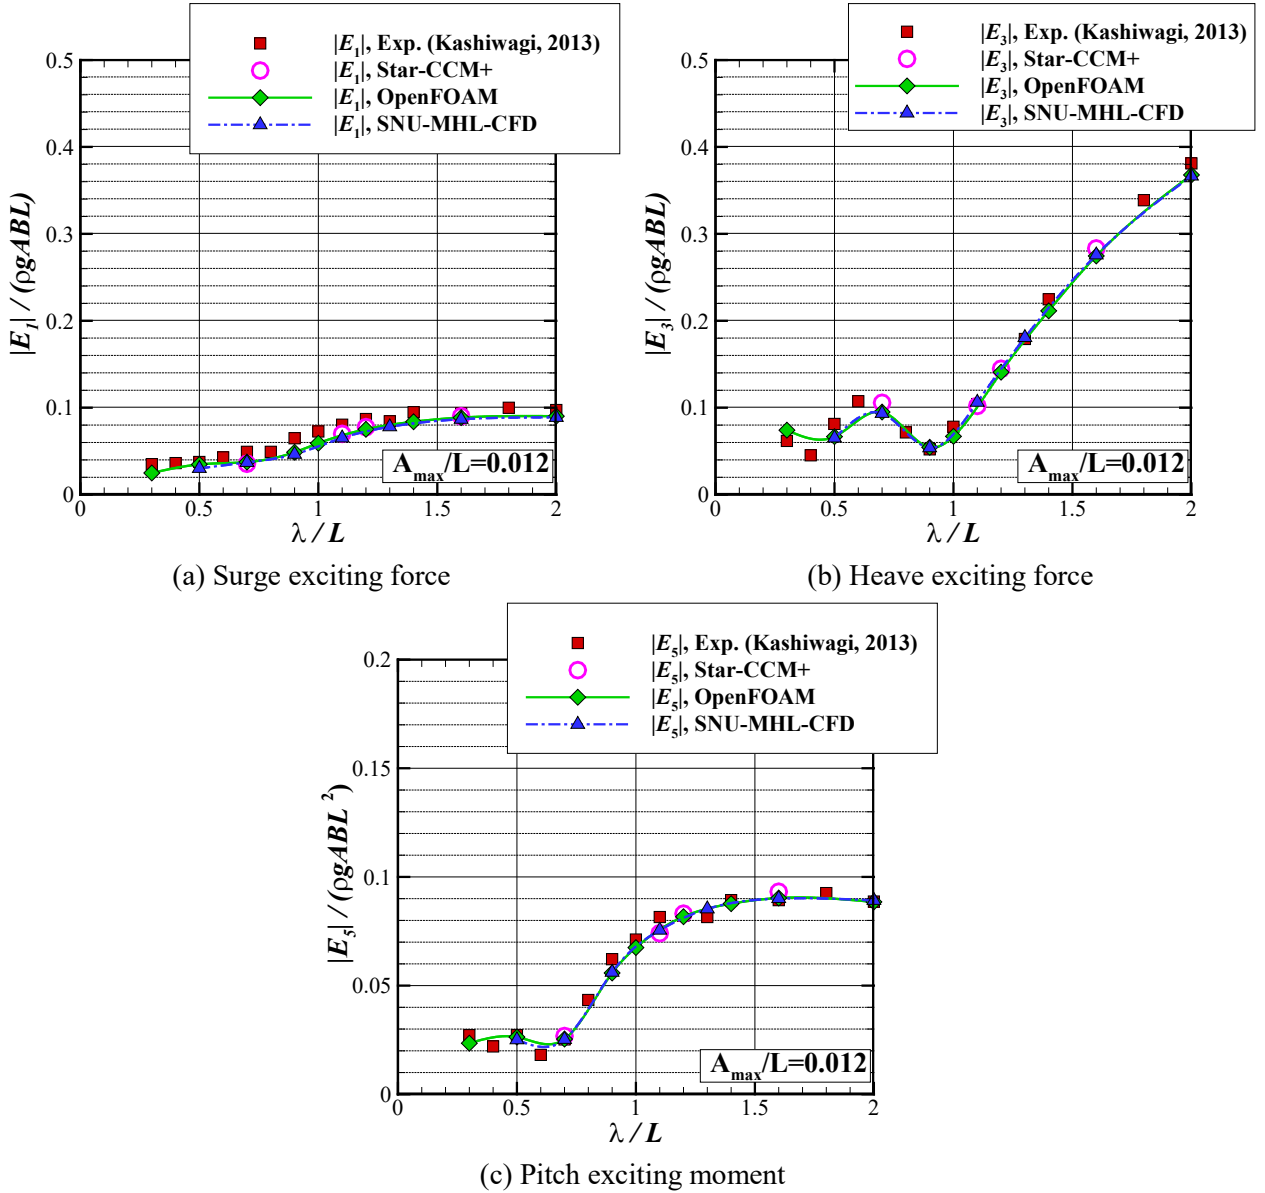 |E₁|, Exp. (Kashiwagi, 2013)
|E₁|, Star-CCM+
|E₁|, OpenFOAM
|E₁|, SNU-MHL-CFD
0.5
0.4
0.3
0.2
0.1
0
|E₁| / (ρgABL)
A_max/L=0.012
0 0.5 1 1.5 2
λ / L
(a) Surge exciting force
|E₃|, Exp. (Kashiwagi, 2013)
|E₃|, Star-CCM+
|E₃|, OpenFOAM
|E₃|, SNU-MHL-CFD
0.5
0.4
0.3
0.2
0.1
0
|E₃| / (ρgABL)
A_max/L=0.012
0 0.5 1 1.5 2
λ / L
(b) Heave exciting force
|E₅|, Exp. (Kashiwagi, 2013)
|E₅|, Star-CCM+
|E₅|, OpenFOAM
|E₅|, SNU-MHL-CFD
0.2
0.15
0.1
0.05
0
|E₅| / (ρgABL²)
A_max/L=0.012
0 0.5 1 1.5 2
λ / L
(c) Pitch exciting moment